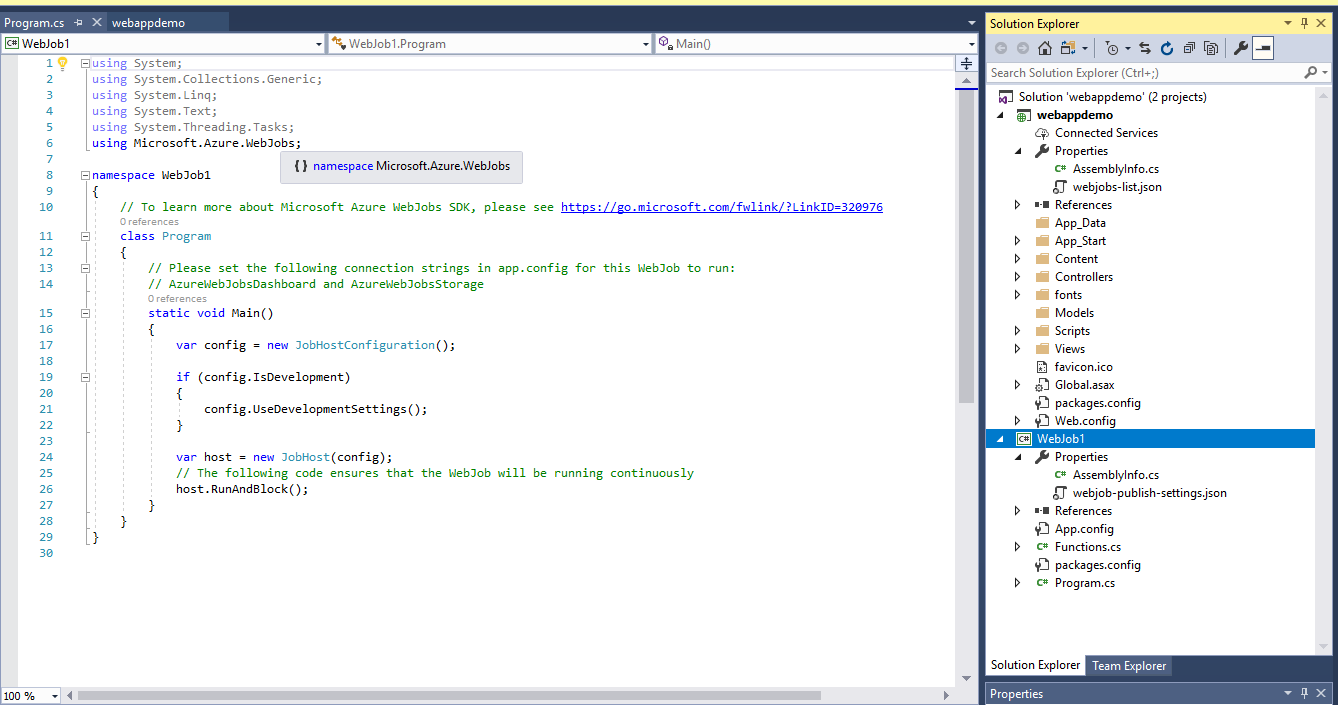 Program.cs
webappdemo
WebJob1
WebJob1.Program
Main()
1 using System;
2 using System.Collections.Generic;
3 using System.Linq;
4 using System.Text;
5 using System.Threading.Tasks;
6 using Microsoft.Azure.WebJobs;
7
{ } namespace Microsoft.Azure.WebJobs
8 namespace WebJob1
9 {
10 // To learn more about Microsoft Azure WebJobs SDK, please see https://go.microsoft.com/fwlink/?LinkID=320976
0 references
11 class Program
12 {
13 // Please set the following connection strings in app.config for this WebJob to run:
14 // AzureWebJobsDashboard and AzureWebJobsStorage
0 references
15 static void Main()
16 {
17 var config = new JobHostConfiguration();
18
19 if (config.IsDevelopment)
20 {
21 config.UseDevelopmentSettings();
22 }
23
24 var host = new JobHost(config);
25 // The following code ensures that the WebJob will be running continuously
26 host.RunAndBlock();
27 }
28 }
29 }
30
100 %
Solution Explorer
Search Solution Explorer (Ctrl+;)
Solution 'webappdemo' (2 projects)
webappdemo
Connected Services
Properties
C# AssemblyInfo.cs
webjobs-list.json
References
App_Data
App_Start
Content
Controllers
fonts
Models
Scripts
Views
favicon.ico
Global.asax
packages.config
Web.config
C# WebJob1
Properties
C# AssemblyInfo.cs
webjob-publish-settings.json
References
App.config
C# Functions.cs
packages.config
C# Program.cs
Solution Explorer
Team Explorer
Properties